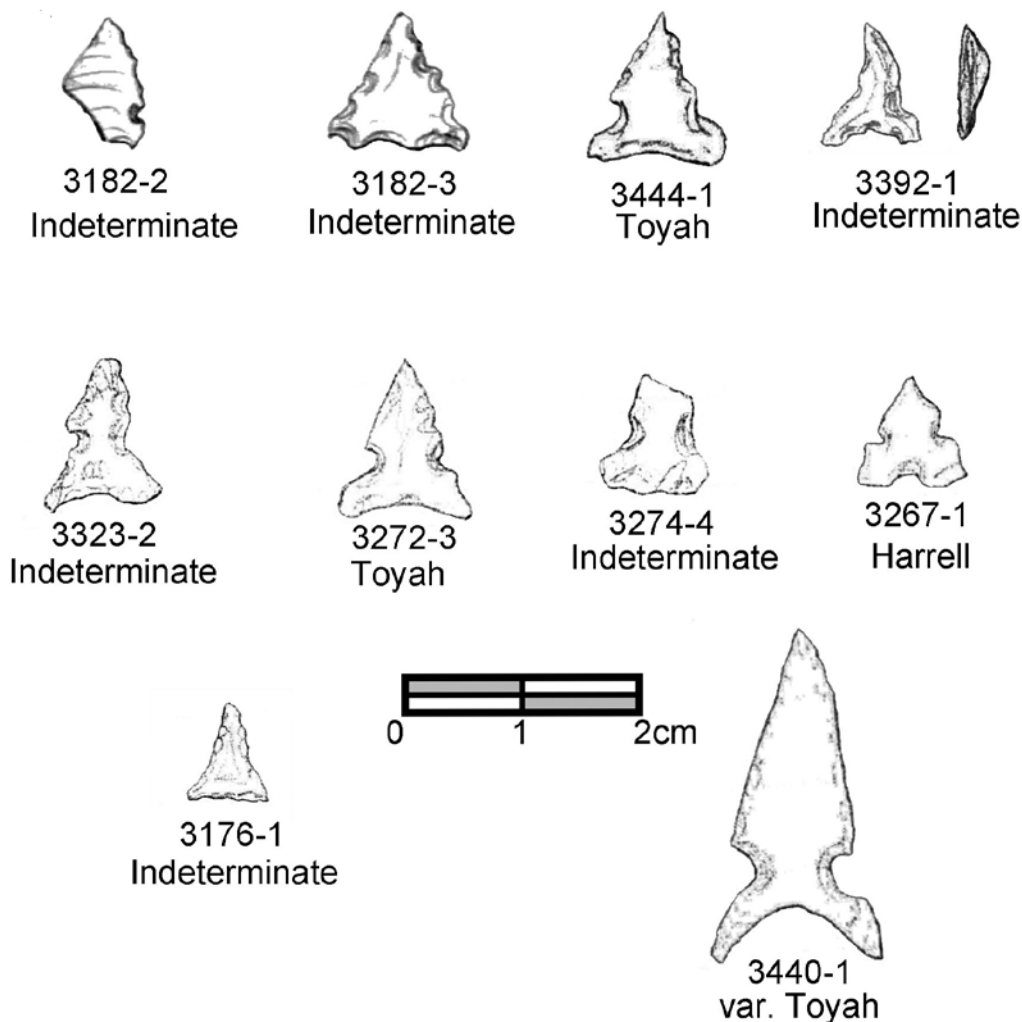 3182-2
Indeterminate
3182-3
Indeterminate
3444-1
Toyah
3392-1
Indeterminate
3323-2
Indeterminate
3272-3
Toyah
3274-4
Indeterminate
3267-1
Harrell
3176-1
Indeterminate
0 1 2cm
3440-1
var. Toyah